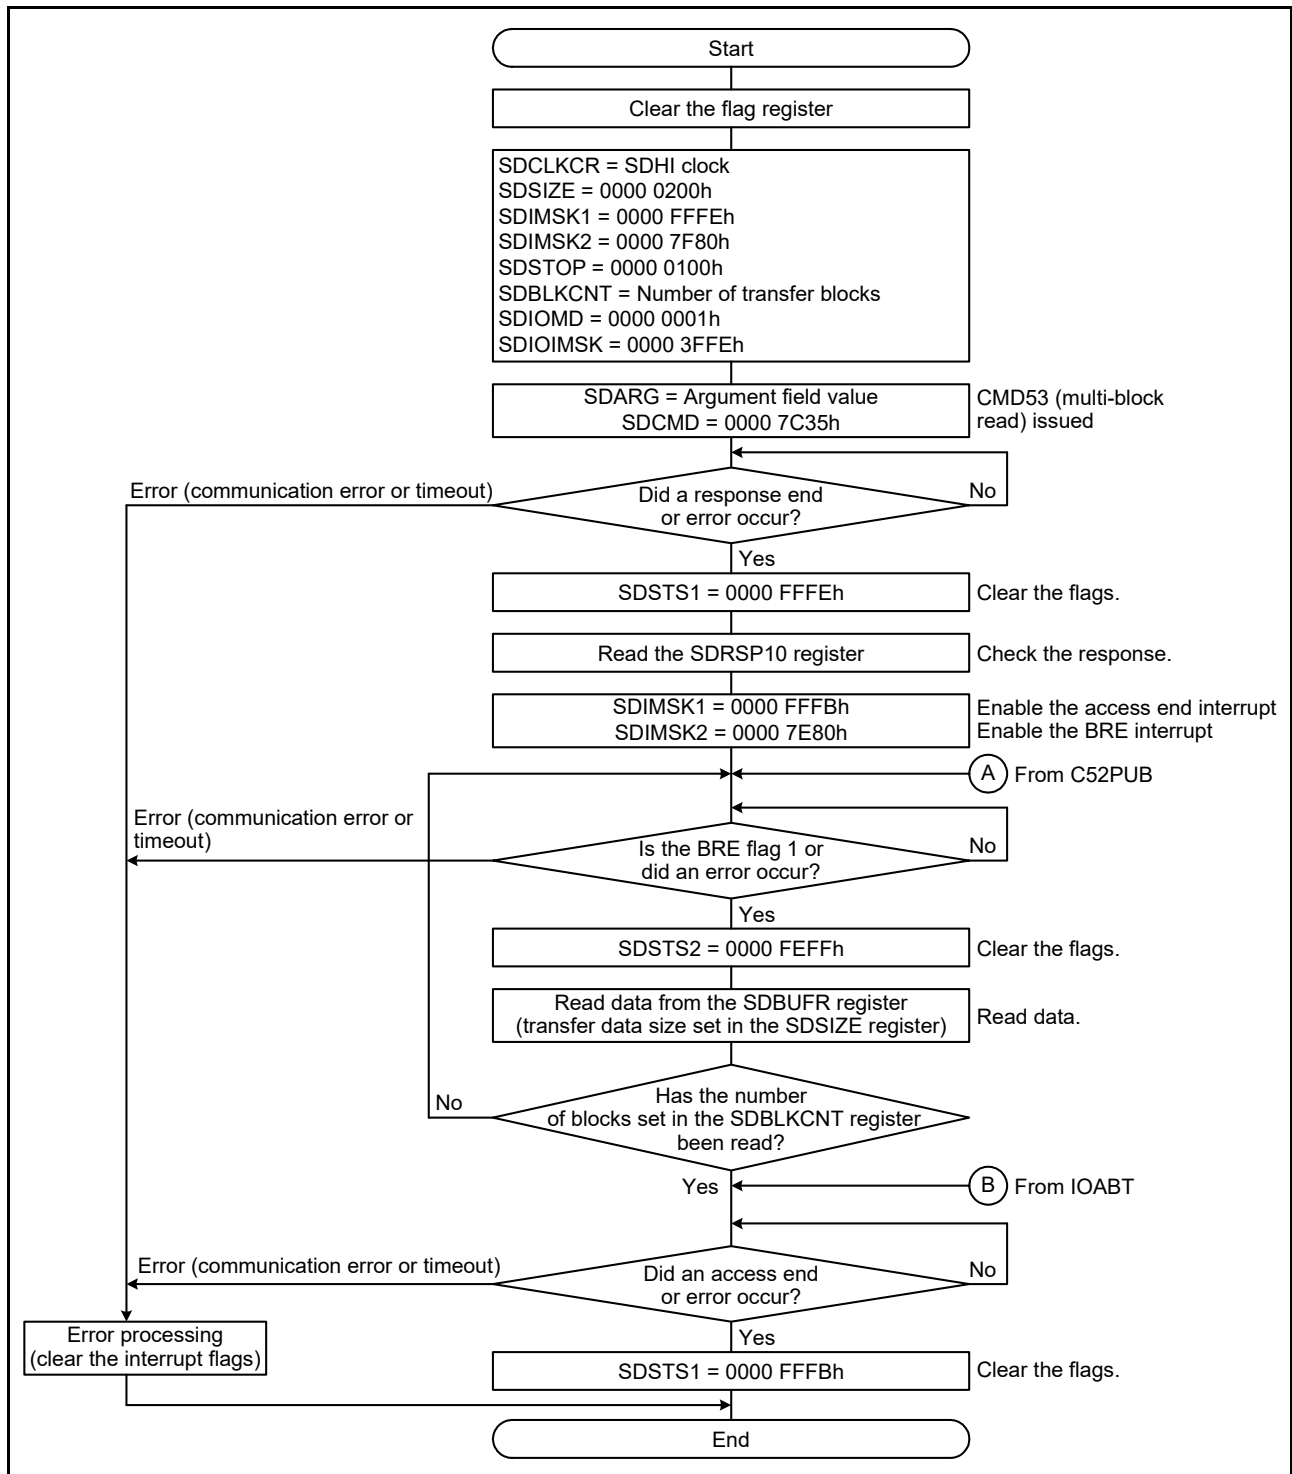 Start
Clear the flag register
SDCLKCR = SDHI clock
SDSIZE = 0000 0200h
SDIMSK1 = 0000 FFFEh
SDIMSK2 = 0000 7F80h
SDSTOP = 0000 0100h
SDBLKCNT = Number of transfer blocks
SDIOMD = 0000 0001h
SDIOIMSK = 0000 3FFEh
SDARG = Argument field value
SDCMD = 0000 7C35h
CMD53 (multi-block
read) issued
Error (communication error or timeout)
Did a response end
or error occur?
No
Yes
SDSTS1 = 0000 FFFEh
Clear the flags.
Read the SDRSP10 register
Check the response.
SDIMSK1 = 0000 FFFBh
SDIMSK2 = 0000 7E80h
Enable the access end interrupt
Enable the BRE interrupt
A
From C52PUB
Error (communication error or
timeout)
Is the BRE flag 1 or
did an error occur?
No
Yes
SDSTS2 = 0000 FEFFh
Clear the flags.
Read data from the SDBUFR register
(transfer data size set in the SDSIZE register)
Read data.
No
Has the number
of blocks set in the SDBLKCNT register
been read?
Yes
B
From IOABT
Error (communication error or timeout)
Did an access end
or error occur?
No
Yes
Error processing
(clear the interrupt flags)
SDSTS1 = 0000 FFFBh
Clear the flags.
End